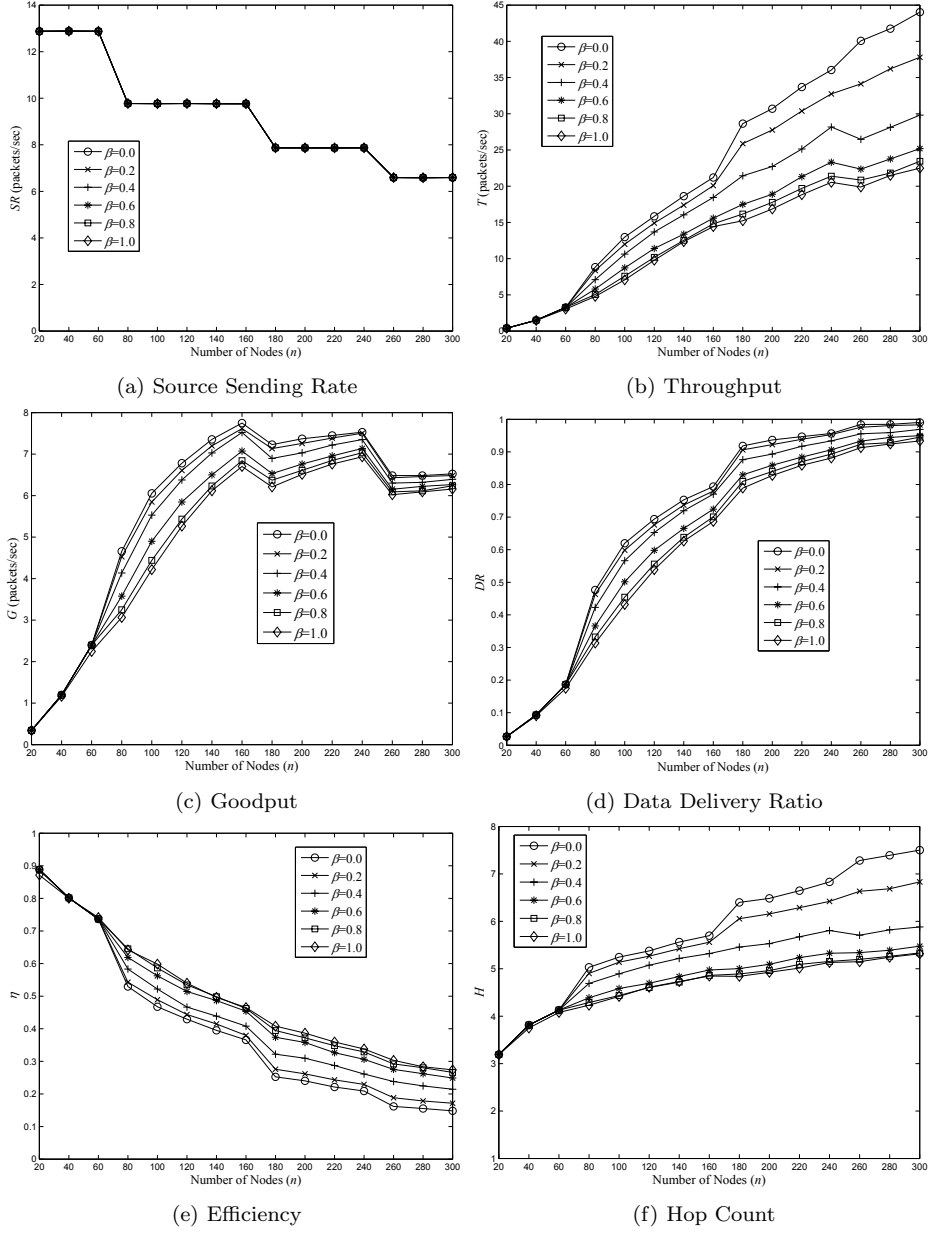 14
12
10
8
6
4
2
0
SR (packets/sec)
β=0.0
β=0.2
β=0.4
β=0.6
β=0.8
β=1.0
20 40 60 80 100 120 140 160 180 200 220 240 260 280 300
Number of Nodes (n)
(a) Source Sending Rate
45
40
35
30
25
20
15
10
5
0
T (packets/sec)
β=0.0
β=0.2
β=0.4
β=0.6
β=0.8
β=1.0
20 40 60 80 100 120 140 160 180 200 220 240 260 280 300
Number of Nodes (n)
(b) Throughput
8
7
6
5
4
3
2
1
0
G (packets/sec)
β=0.0
β=0.2
β=0.4
β=0.6
β=0.8
β=1.0
20 40 60 80 100 120 140 160 180 200 220 240 260 280 300
Number of Nodes (n)
(c) Goodput
1
0.9
0.8
0.7
0.6
0.5
0.4
0.3
0.2
0.1
0
DR
β=0.0
β=0.2
β=0.4
β=0.6
β=0.8
β=1.0
20 40 60 80 100 120 140 160 180 200 220 240 260 280 300
Number of Nodes (n)
(d) Data Delivery Ratio
1
0.9
0.8
0.7
0.6
0.5
0.4
0.3
0.2
0.1
0
η
β=0.0
β=0.2
β=0.4
β=0.6
β=0.8
β=1.0
20 40 60 80 100 120 140 160 180 200 220 240 260 280 300
Number of Nodes (n)
(e) Efficiency
8
7
6
5
4
3
2
1
H
β=0.0
β=0.2
β=0.4
β=0.6
β=0.8
β=1.0
20 40 60 80 100 120 140 160 180 200 220 240 260 280 300
Number of Nodes (n)
(f) Hop Count